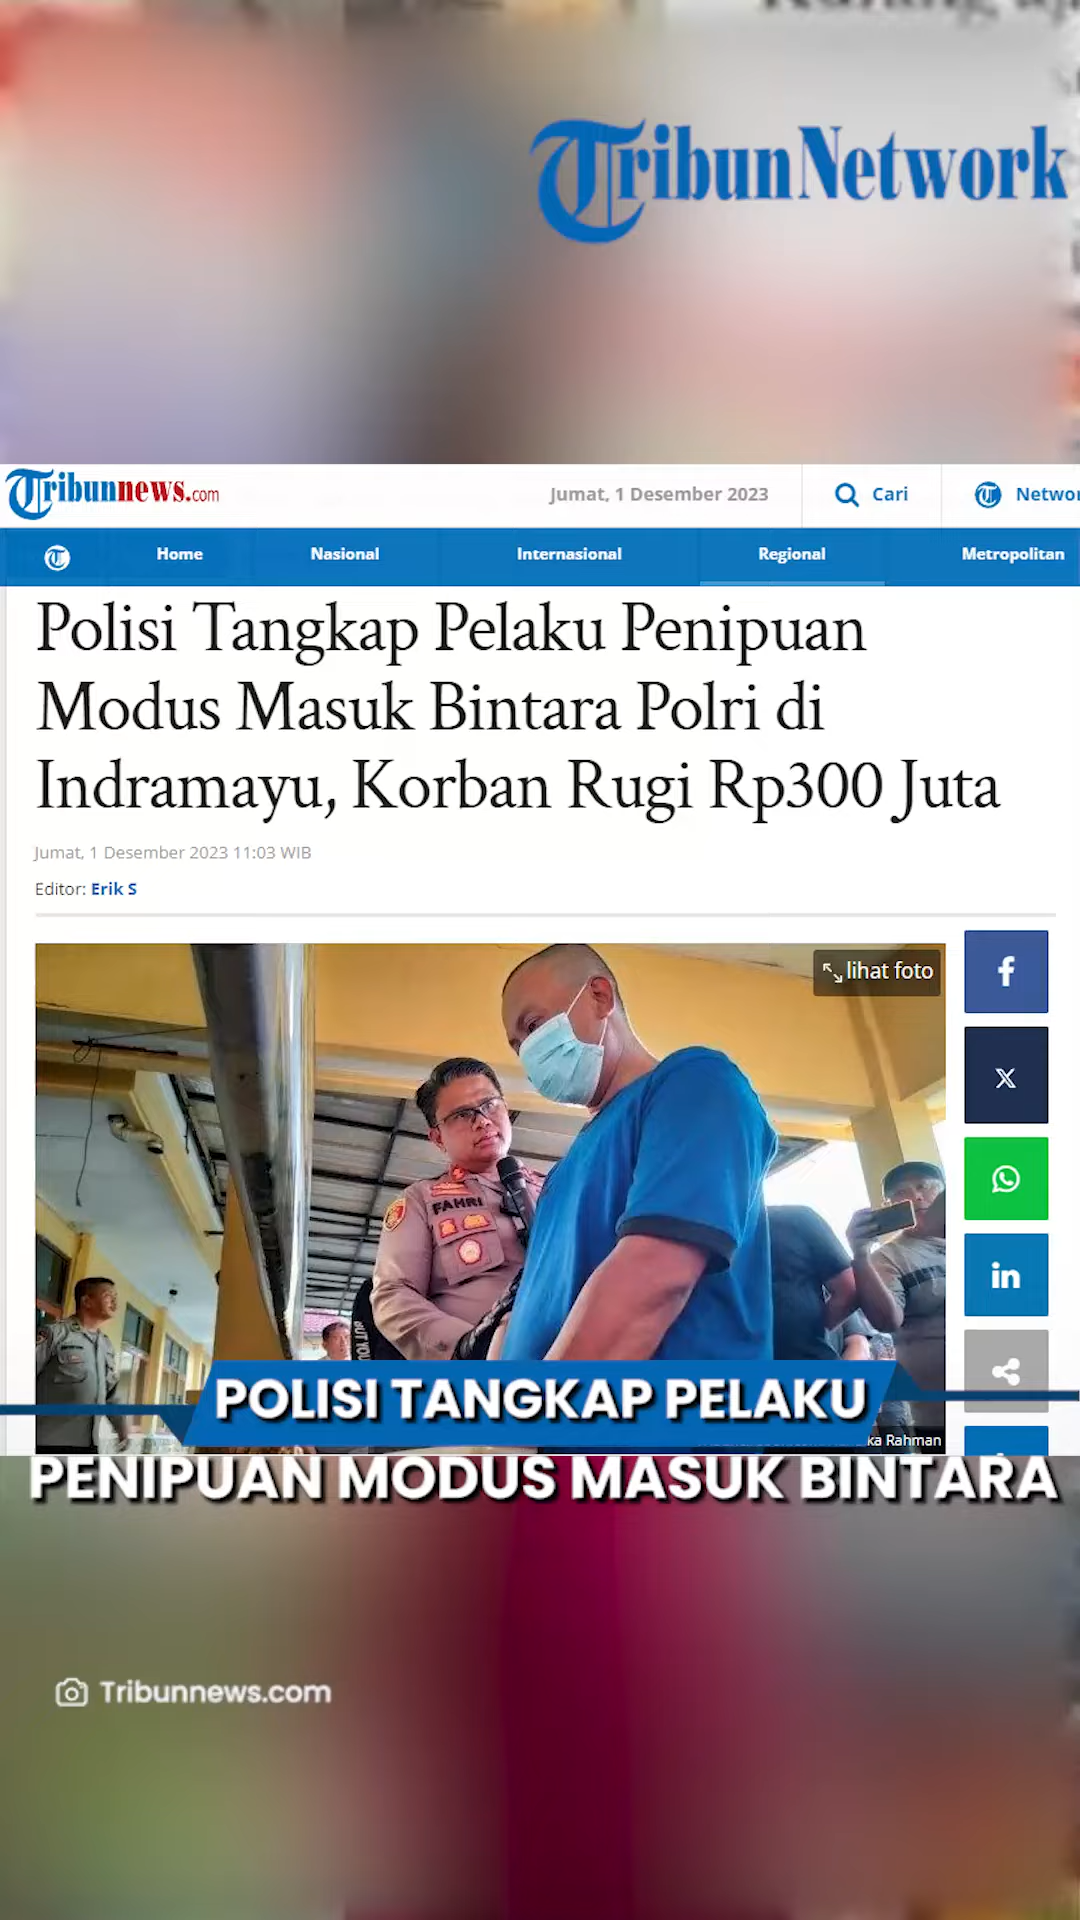 TribunNetwork
Tribunnews.com
Jumat, 1 Desember 2023
Cari
Home
Nasional
Internasional
Regional
Metropolitan
Polisi Tangkap Pelaku Penipuan
Modus Masuk Bintara Polri di
Indramayu, Korban Rugi Rp300 Juta
Jumat, 1 Desember 2023 11:03 WIB
Editor: Erik S
lihat foto
FAHRI
POLISI TANGKAP PELAKU
Rahman
PENIPUAN MODUS MASUK BINTARA
Tribunnews.com